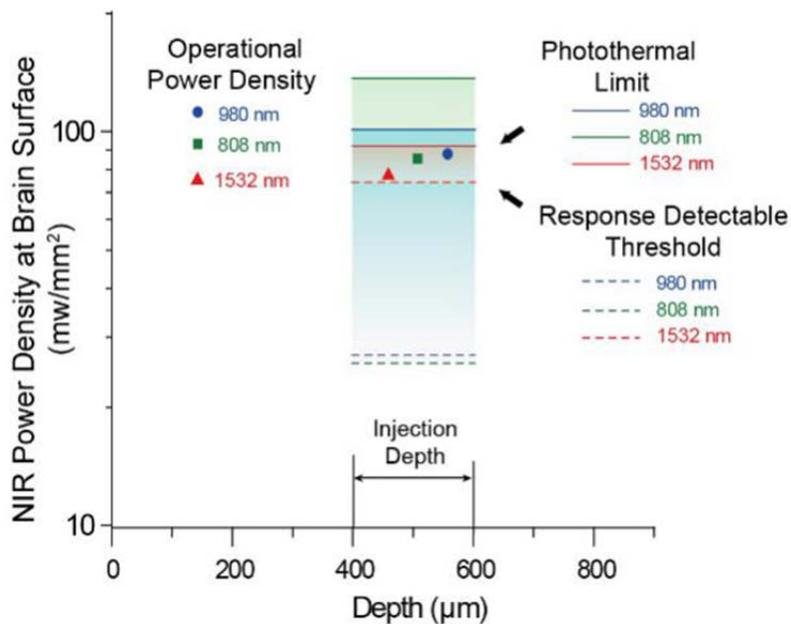 Operational
Power Density
980 nm
808 nm
1532 nm
Photothermal
Limit
980 nm
808 nm
1532 nm
Response Detectable
Threshold
980 nm
808 nm
1532 nm
Injection
Depth
NIR Power Density at Brain Surface
(mw/mm²)
100
10
0
200
400
600
800
Depth (μm)